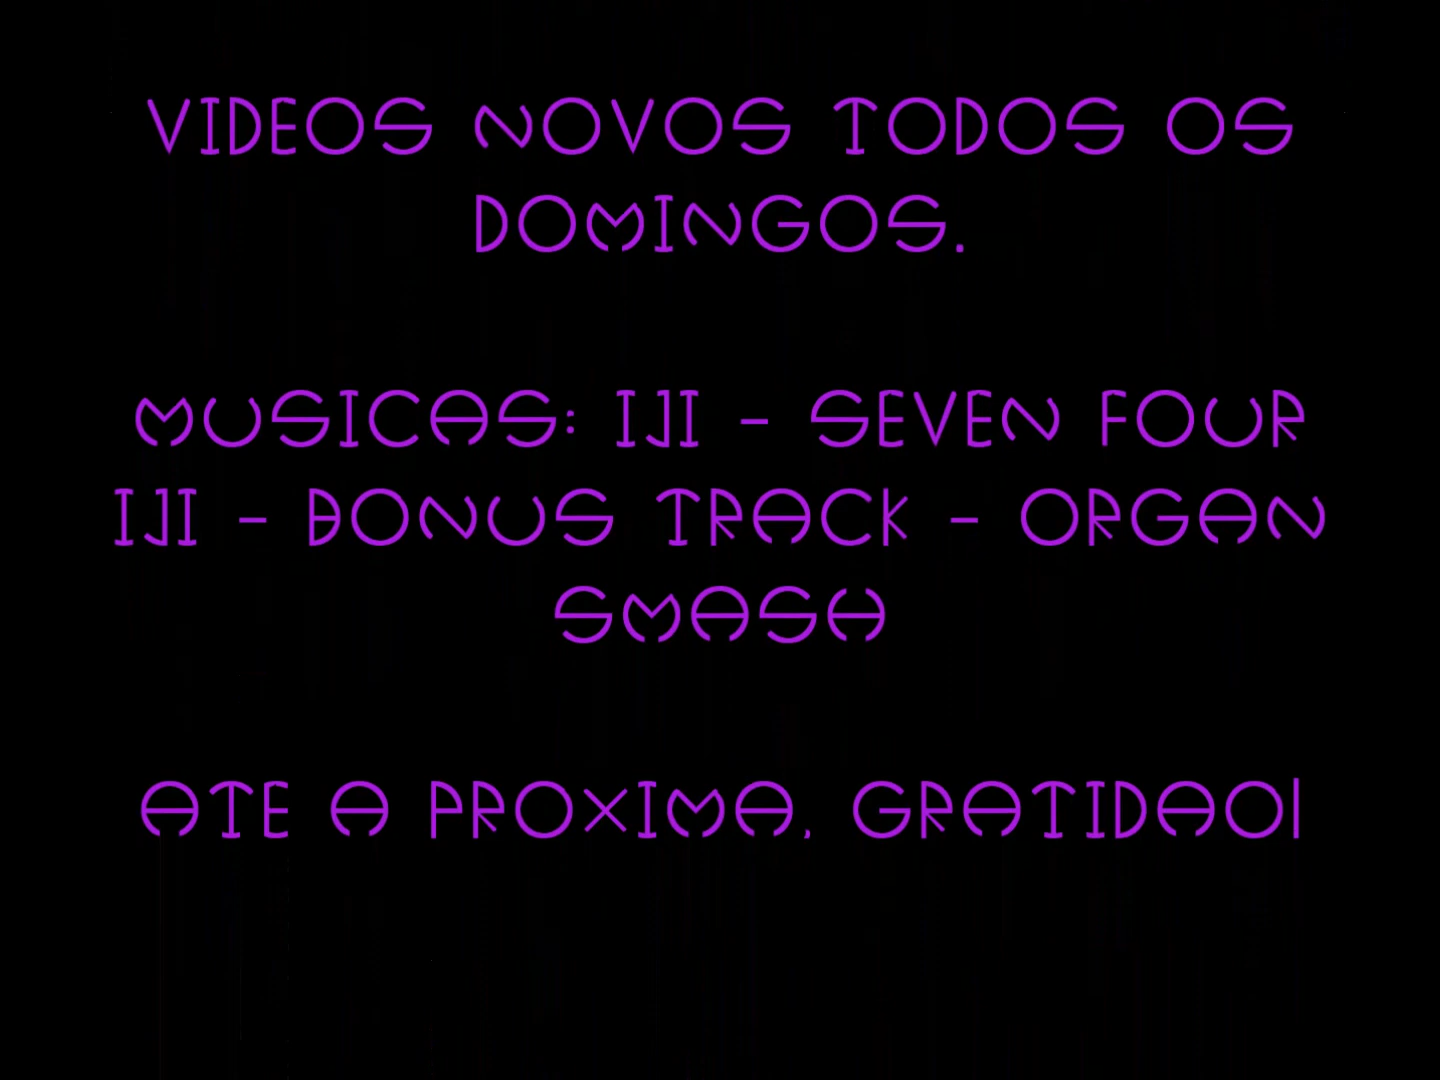 VIDEOS NOVOS TODOS OS
DOMINGOS.
MUSICAS: IJI - SEVEN FOUR
IJI - BONUS TRACK - ORGAN
SMASH
ATE A PROXIMA, GRATIDAO|